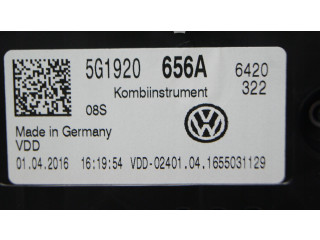 5G1920 656A 6420
Kombiinstrument 322
08S
Made in Germany
VDD
01.04.2016 16:19:54 VDD-02401.04.1655031129